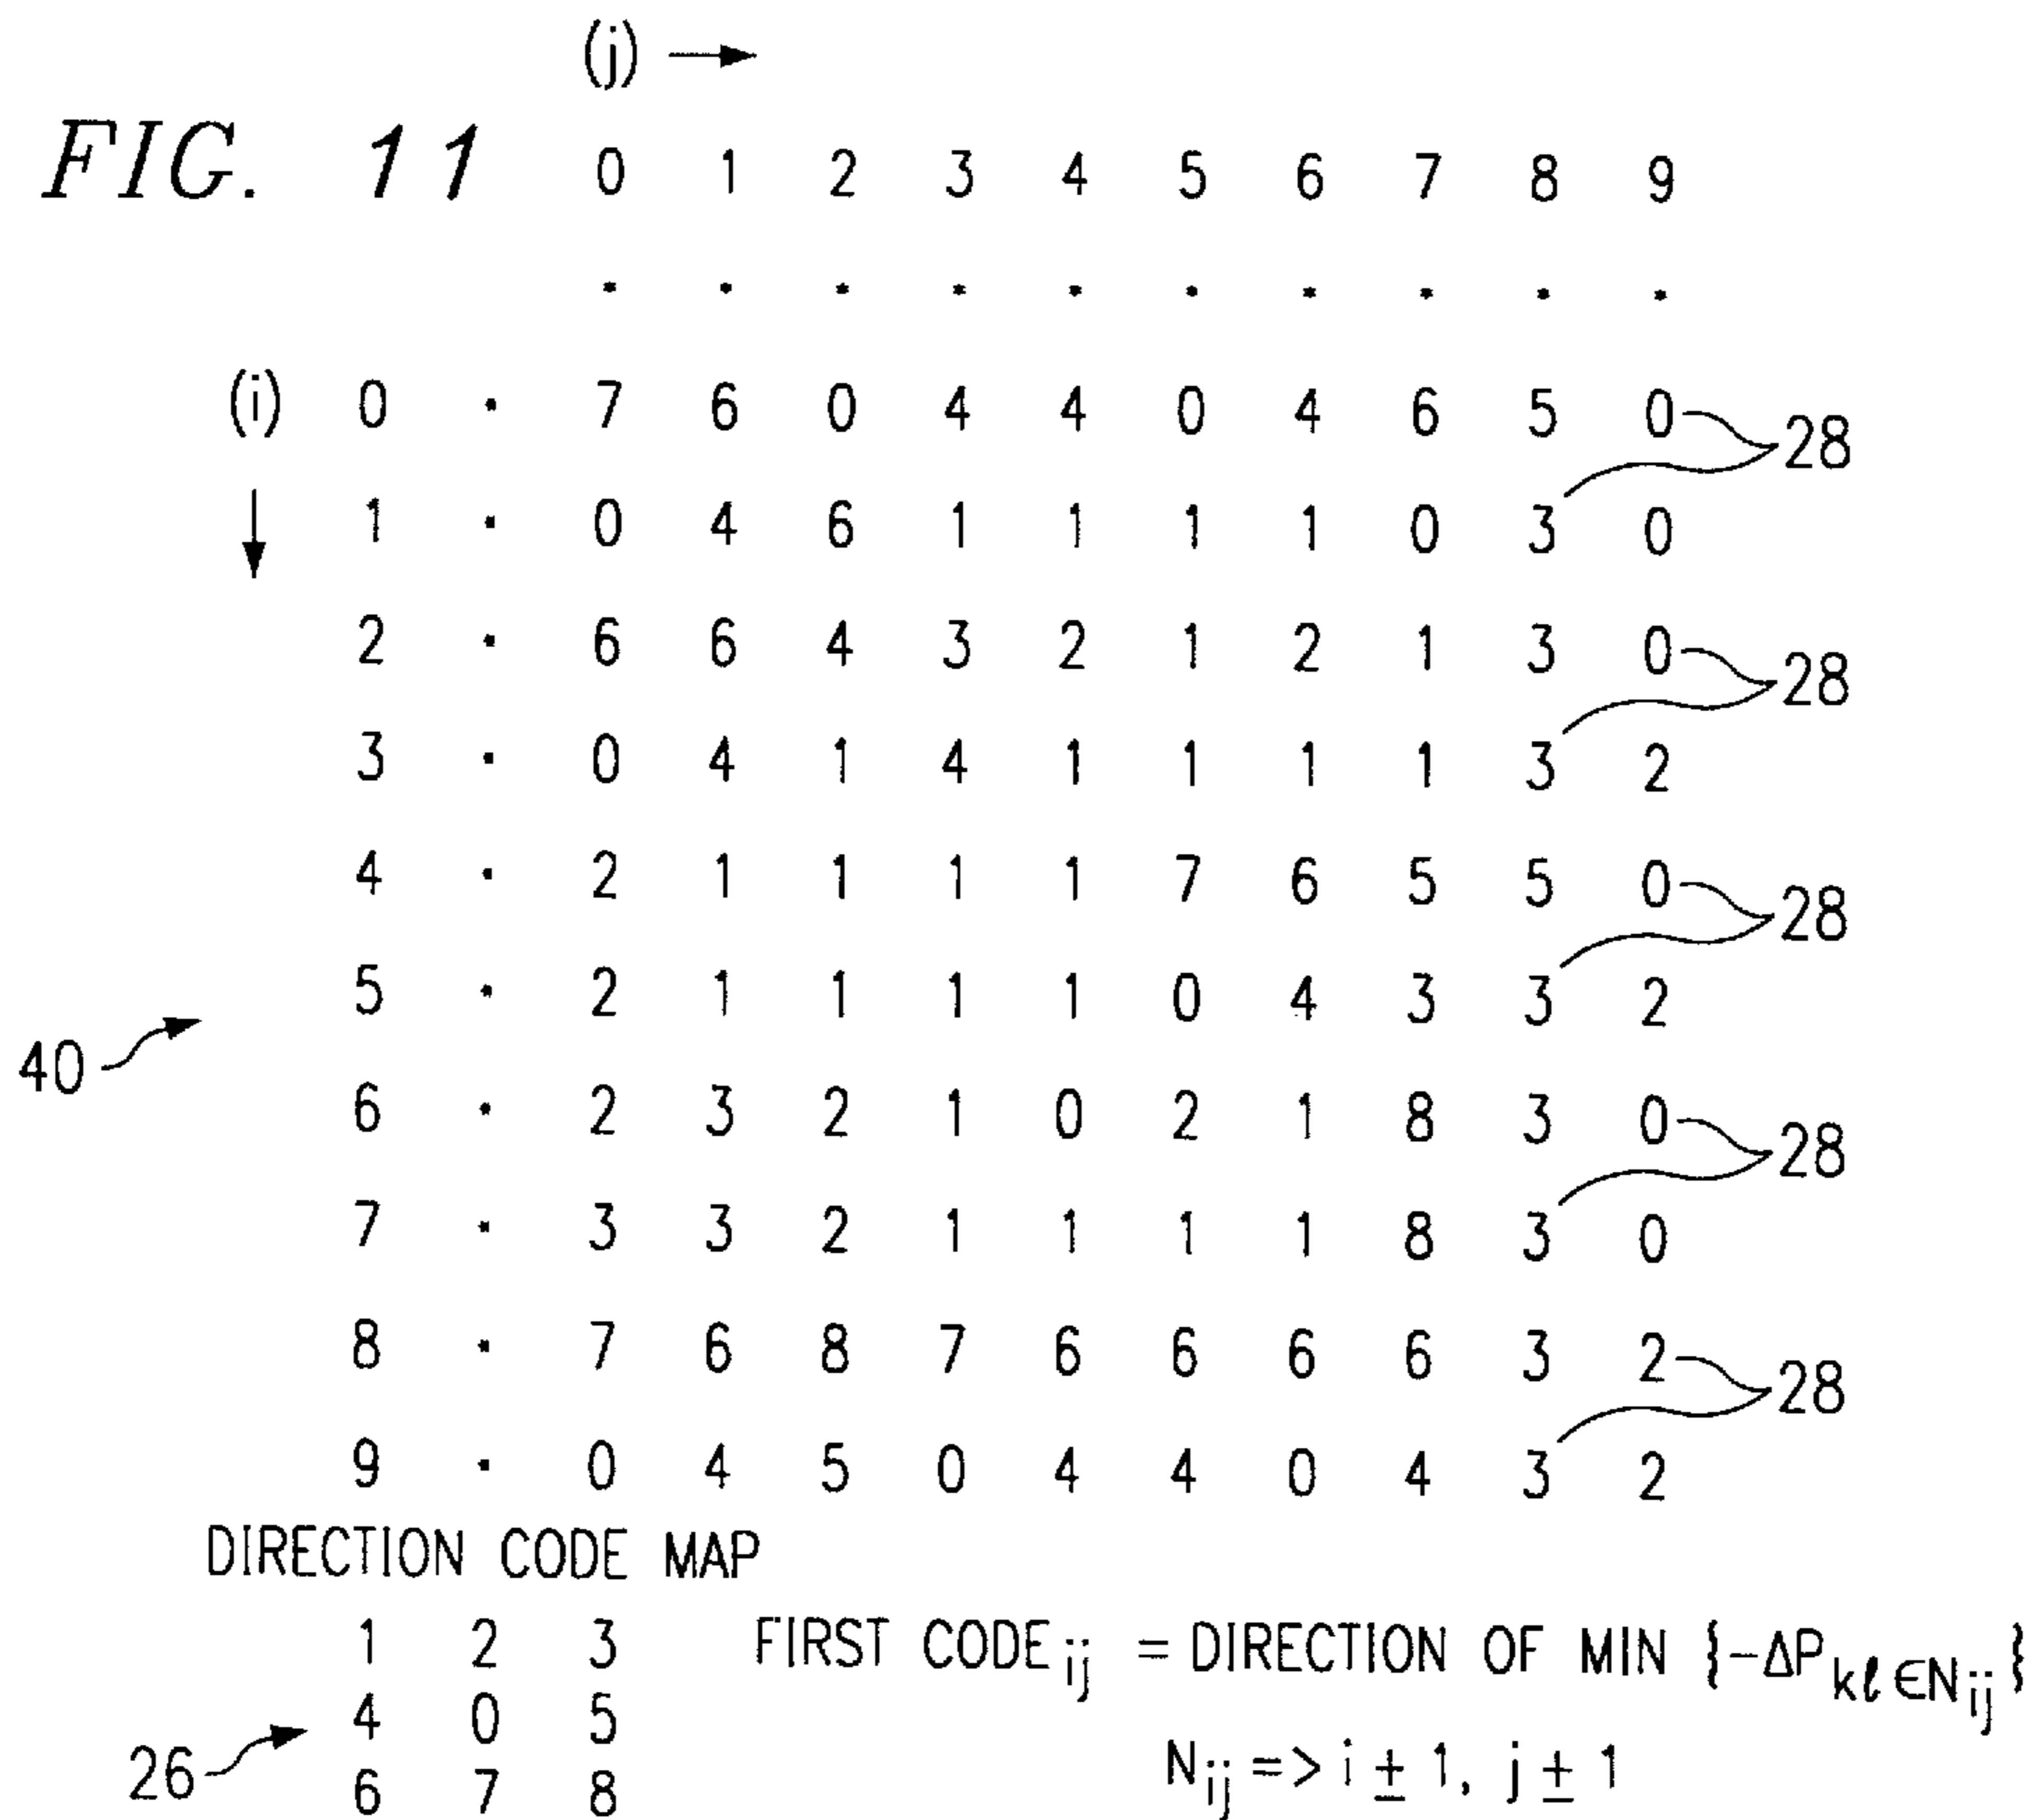 (j)
FIG. 11 0 1 2 3 4 5 6 7 8 9
. . . . . . . . . .
(i) 0 . 7 6 0 4 4 0 4 6 5 0 28
1 . 0 4 6 1 1 1 1 0 3 0
2 . 6 6 4 3 2 1 2 1 3 0 28
3 . 0 4 1 4 1 1 1 1 3 2
4 . 2 1 1 1 1 7 6 5 5 0 28
5 . 2 1 1 1 1 0 4 3 3 2
40
6 . 2 3 2 1 0 2 1 8 3 0 28
7 . 3 3 2 1 1 1 1 8 3 0
8 . 7 6 8 7 6 6 6 6 3 2 28
9 . 0 4 5 0 4 4 0 4 3 2
DIRECTION CODE MAP
1 2 3 FIRST CODE ij = DIRECTION OF MIN {-ΔP kℓ∈N ij}
4 0 5
26 6 7 8 N ij => i ± 1, j ± 1